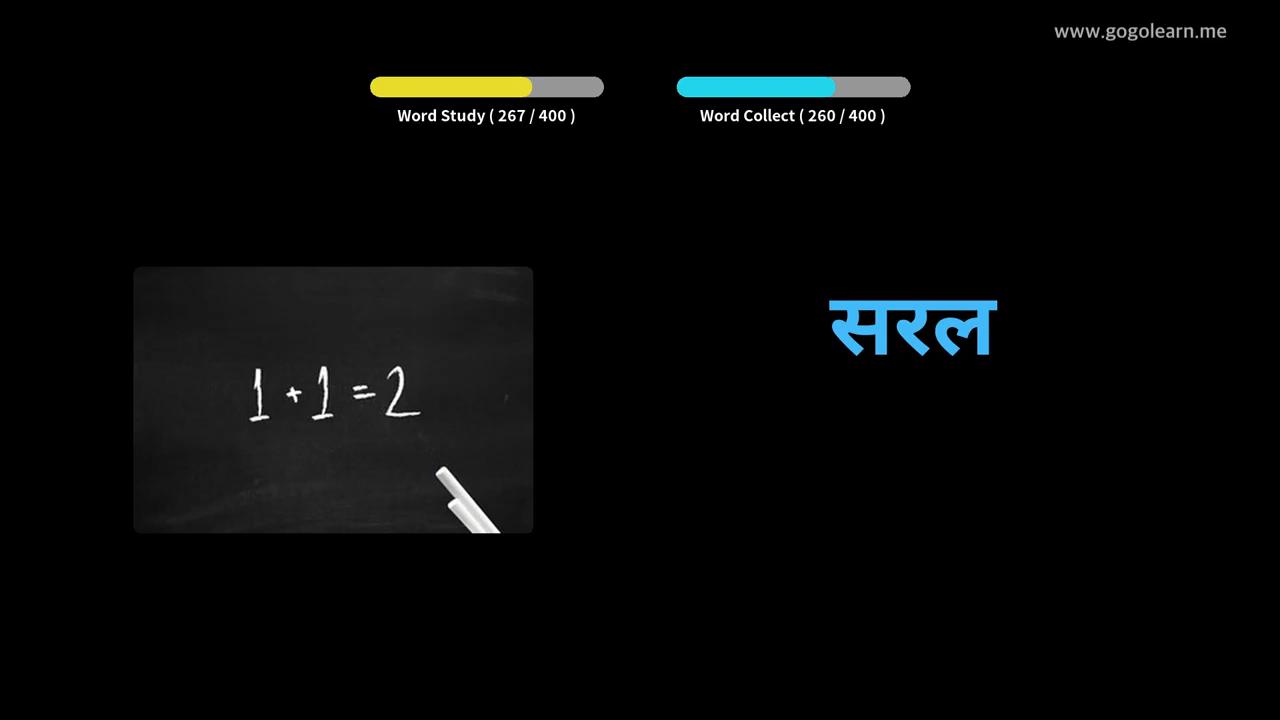 www.gogolearn.me
Word Study ( 267 / 400 )
Word Collect ( 260 / 400 )
1 + 1 = 2
सरल